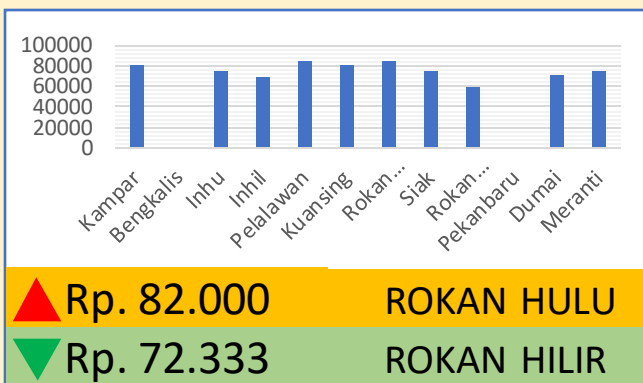 100000
80000
60000
40000
20000
0
Kampar
Bengkalis
Inhu
Inhil
Pelalawan
Kuansing
Rokan...
Siak
Rokan...
Pekanbaru
Dumai
Meranti
Rp. 82.000 ROKAN HULU
Rp. 72.333 ROKAN HILIR